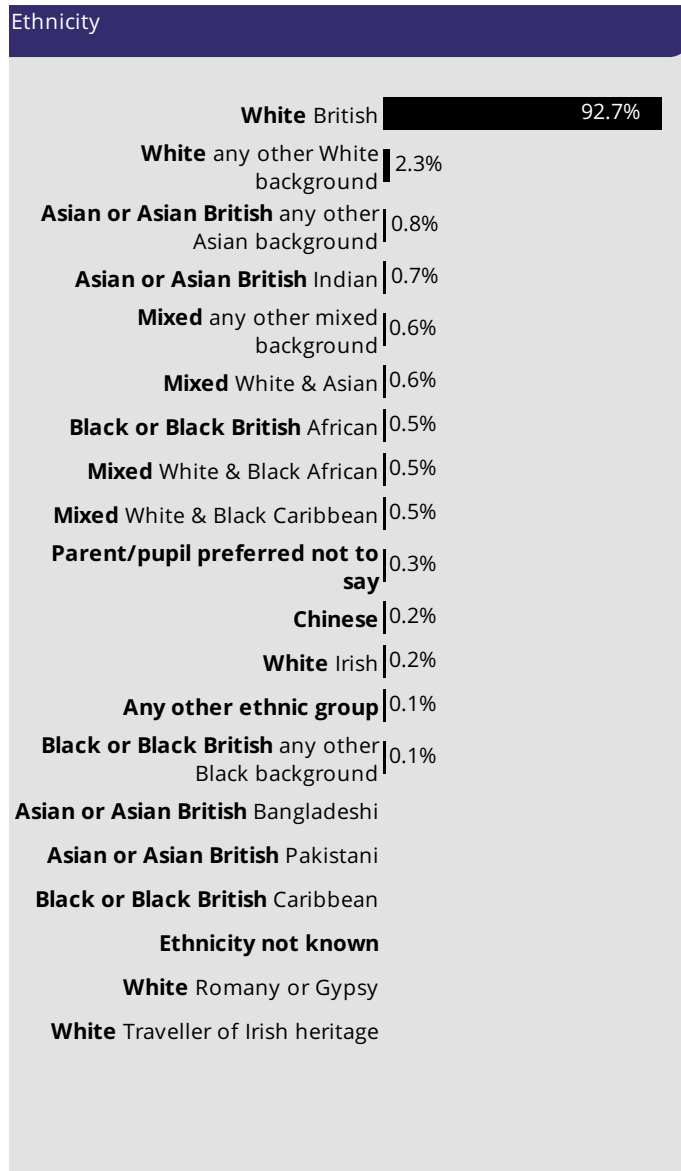 Ethnicity
White British 92.7%
White any other White
background 2.3%
Asian or Asian British any other
Asian background 0.8%
Asian or Asian British Indian 0.7%
Mixed any other mixed
background 0.6%
Mixed White & Asian 0.6%
Black or Black British African 0.5%
Mixed White & Black African 0.5%
Mixed White & Black Caribbean 0.5%
Parent/pupil preferred not to
say 0.3%
Chinese 0.2%
White Irish 0.2%
Any other ethnic group 0.1%
Black or Black British any other
Black background 0.1%
Asian or Asian British Bangladeshi
Asian or Asian British Pakistani
Black or Black British Caribbean
Ethnicity not known
White Romany or Gypsy
White Traveller of Irish heritage